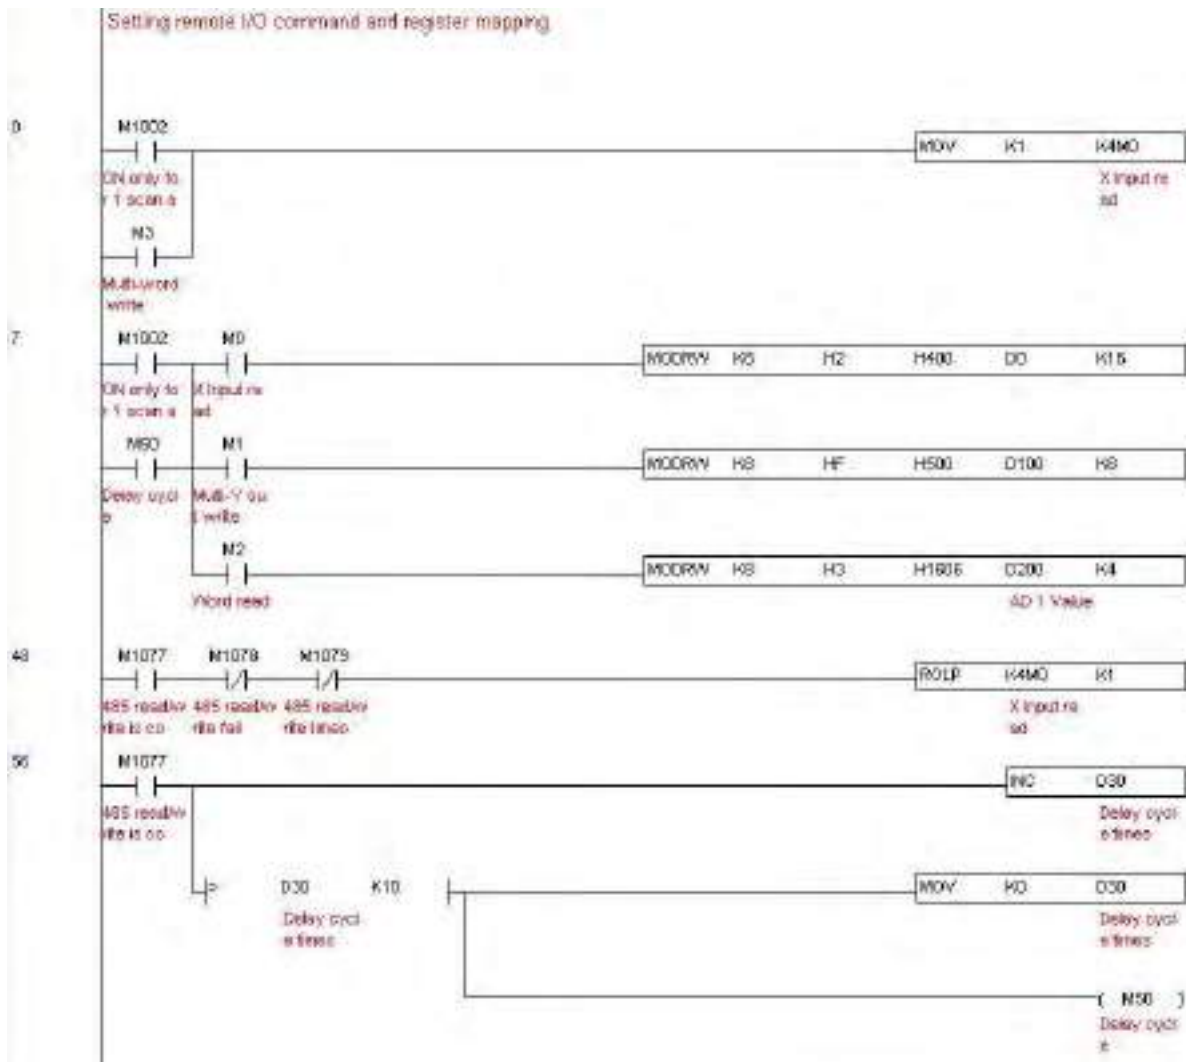 Setting remote I/O command and register mapping
0
M1002
MOV K1 K4M0
ON only fo
r 1 scan a
X input re
ad
M3
Multi-word
write
7
M1002 M0
MODRW K8 H2 H400 D0 K16
ON only fo X input re
r 1 scan a ad
M50 M1
MODRW K8 HF H500 D100 K8
Delay cycl Multi-Y ou
e t write
M2
MODRW K8 H3 H1606 D200 K4
Word read AD 1 Value
M1077 M1078 M1079
ROLP K4M0 K1
485 read/w 485 read/w 485 read/w
rite is co rite fail rite timeo
X input re
ad
56
M1077
INC D30
485 read/w
rite is co
Delay cycl
e times
> D30 K10
MOV K0 D30
Delay cycl
e times
Delay cycl
e times
( M50 )
Delay cycl
e